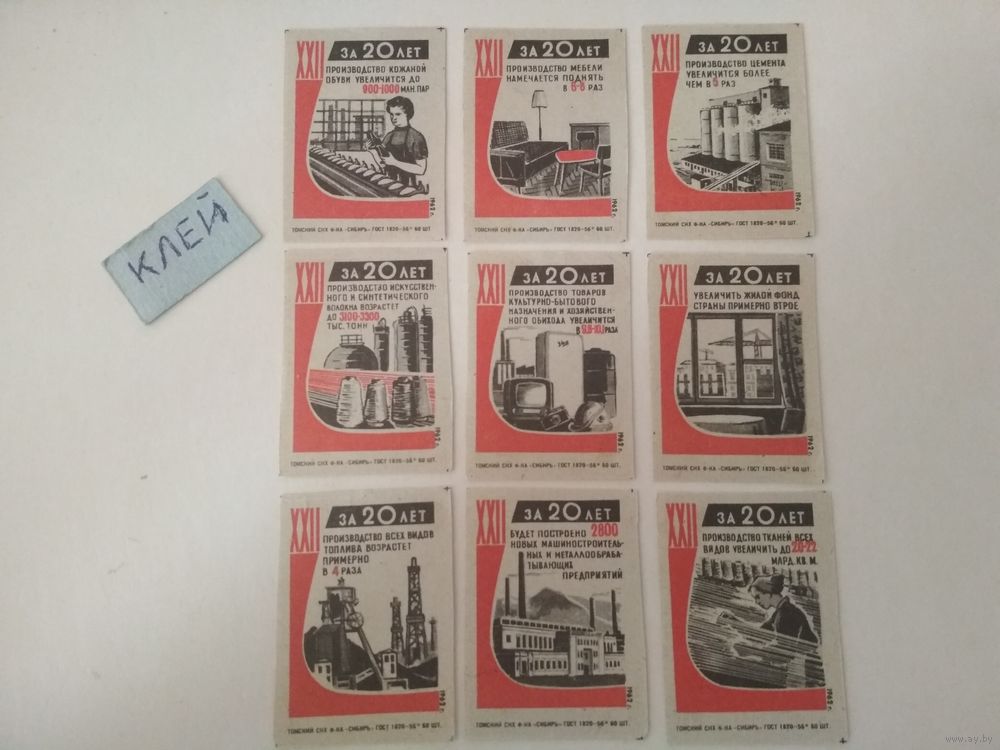 КЛЕЙ
XXII
ЗА 20 ЛЕТ
ПРОИЗВОДСТВО КОЖАНОЙ
ОБУВИ УВЕЛИЧИТСЯ ДО
900-1000 МЛН. ПАР
1962 г.
ТОМСКИЙ СНХ Ф-КА «СИБИРЬ» ГОСТ 1820-56* 60 ШТ.
XXII
ЗА 20 ЛЕТ
ПРОИЗВОДСТВО МЕБЕЛИ
НАМЕЧАЕТСЯ ПОДНЯТЬ
В 6-8 РАЗ
1962 г.
ТОМСКИЙ СНХ Ф-КА «СИБИРЬ» ГОСТ 1820-56* 60 ШТ.
XXII
ЗА 20 ЛЕТ
ПРОИЗВОДСТВО ЦЕМЕНТА
УВЕЛИЧИТСЯ БОЛЕЕ
ЧЕМ В 5 РАЗ
1962 г.
ТОМСКИЙ СНХ Ф-КА «СИБИРЬ» ГОСТ 1820-56* 60 ШТ.
XXII
ЗА 20 ЛЕТ
ПРОИЗВОДСТВО ИСКУССТВЕН-
НОГО И СИНТЕТИЧЕСКОГО
ВОЛОКНА ВОЗРАСТЕТ
ДО 3100-3300
ТЫС. ТОНН
1962 г.
ТОМСКИЙ СНХ Ф-КА «СИБИРЬ» ГОСТ 1820-56* 60 ШТ.
XXII
ЗА 20 ЛЕТ
ПРОИЗВОДСТВО ТОВАРОВ
КУЛЬТУРНО-БЫТОВОГО
НАЗНАЧЕНИЯ И ХОЗЯЙСТВЕН-
НОГО ОБИХОДА УВЕЛИЧИТСЯ
В 9,8-10,1 РАЗА
1962 г.
ТОМСКИЙ СНХ Ф-КА «СИБИРЬ» ГОСТ 1820-56* 60 ШТ.
XXII
ЗА 20 ЛЕТ
УВЕЛИЧИТЬ ЖИЛОЙ ФОНД
СТРАНЫ ПРИМЕРНО ВТРОЕ
1962 г.
ТОМСКИЙ СНХ Ф-КА «СИБИРЬ» ГОСТ 1820-56* 60 ШТ.
XXII
ЗА 20 ЛЕТ
ПРОИЗВОДСТВО ВСЕХ ВИДОВ
ТОПЛИВА ВОЗРАСТЕТ
ПРИМЕРНО
В 4 РАЗА
1962 г.
ТОМСКИЙ СНХ Ф-КА «СИБИРЬ» ГОСТ 1820-56* 60 ШТ.
XXII
ЗА 20 ЛЕТ
БУДЕТ ПОСТРОЕНО 2800
НОВЫХ МАШИНОСТРОИТЕЛЬ-
НЫХ И МЕТАЛЛООБРАБА-
ТЫВАЮЩИХ
ПРЕДПРИЯТИЙ
1962 г.
ТОМСКИЙ СНХ Ф-КА «СИБИРЬ» ГОСТ 1820-56* 60 ШТ.
XXII
ЗА 20 ЛЕТ
ПРОИЗВОДСТВО ТКАНЕЙ ВСЕХ
ВИДОВ УВЕЛИЧИТЬ ДО 20-22
МЛРД. КВ. М.
1962 г.
ТОМСКИЙ СНХ Ф-КА «СИБИРЬ» ГОСТ 1820-56* 60 ШТ.
www.ay.by